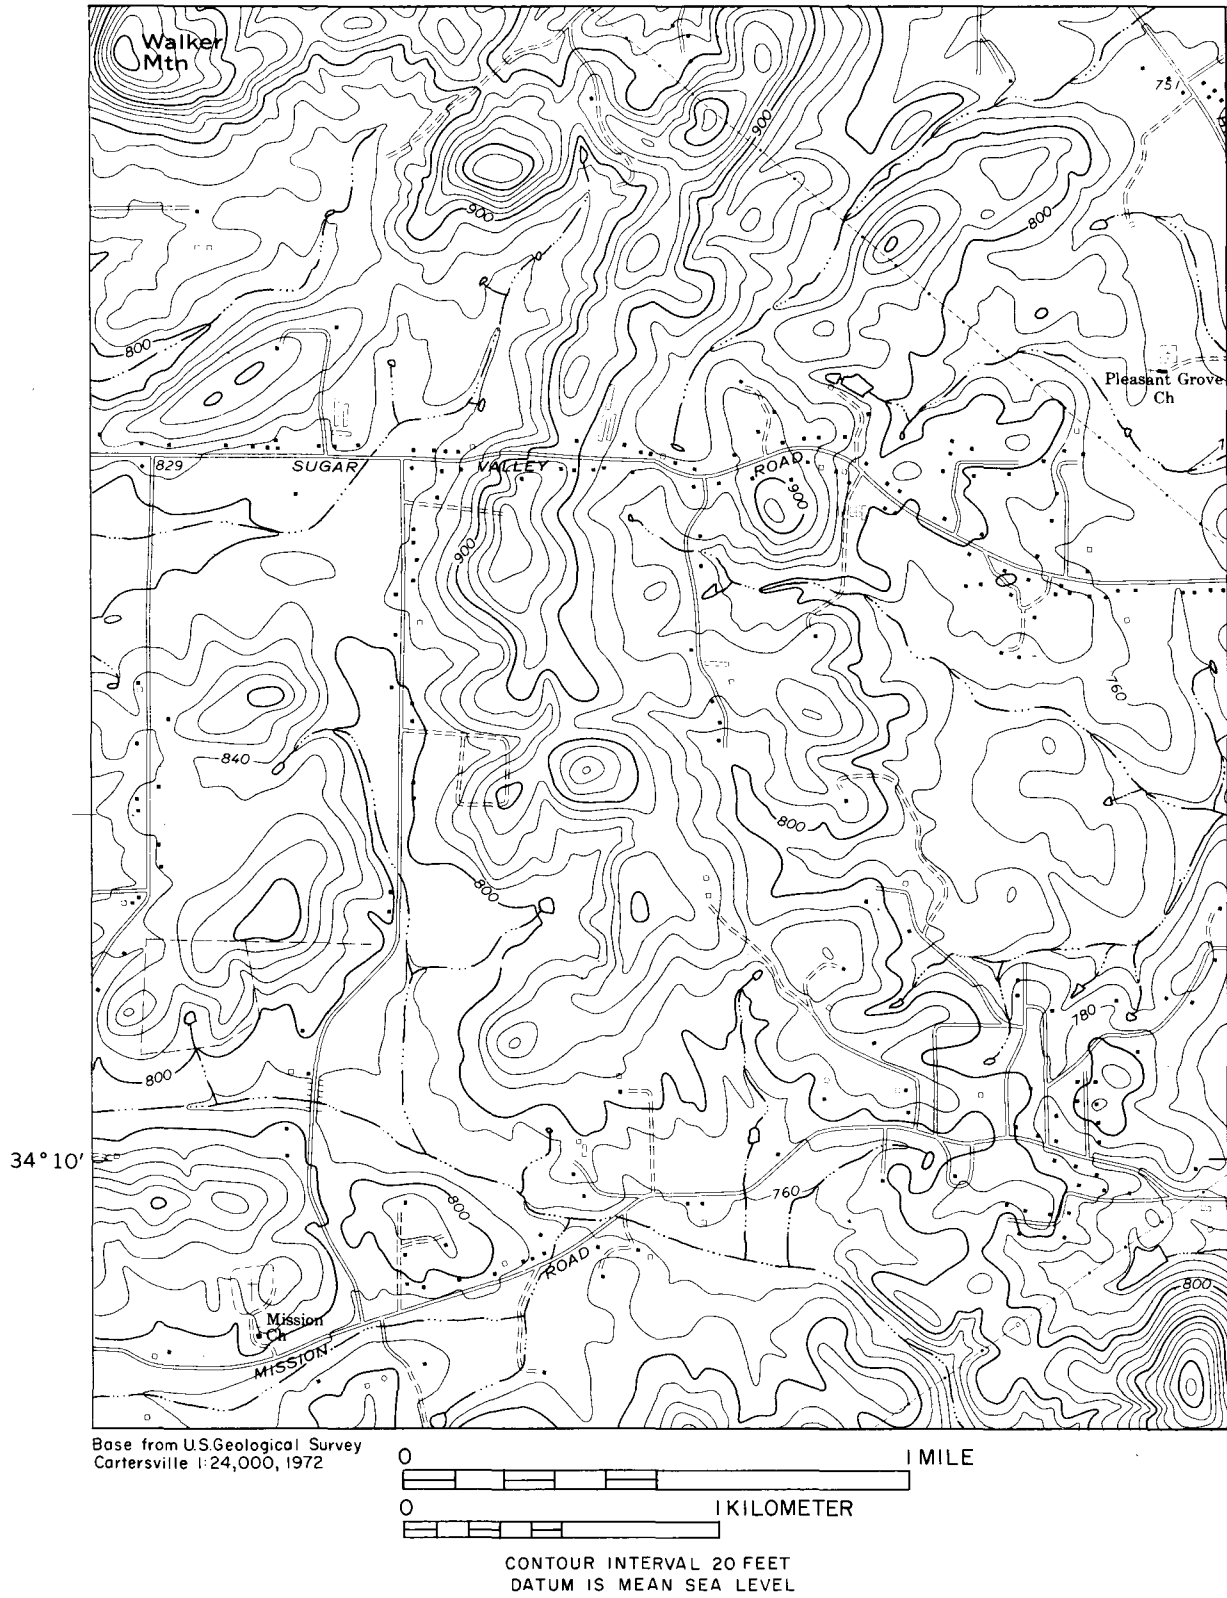 Walker
Mtn
751
900
900
800
800
Pleasant Grove
Ch
829
SUGAR
VALLEY
ROAD
900
900
760
840
800
800
780
800
34°10'
760
800
ROAD
800
Mission
Ch
MISSION
Base from U.S.Geological Survey
Cartersville 1:24,000, 1972
0 1 MILE
0 1 KILOMETER
CONTOUR INTERVAL 20 FEET
DATUM IS MEAN SEA LEVEL